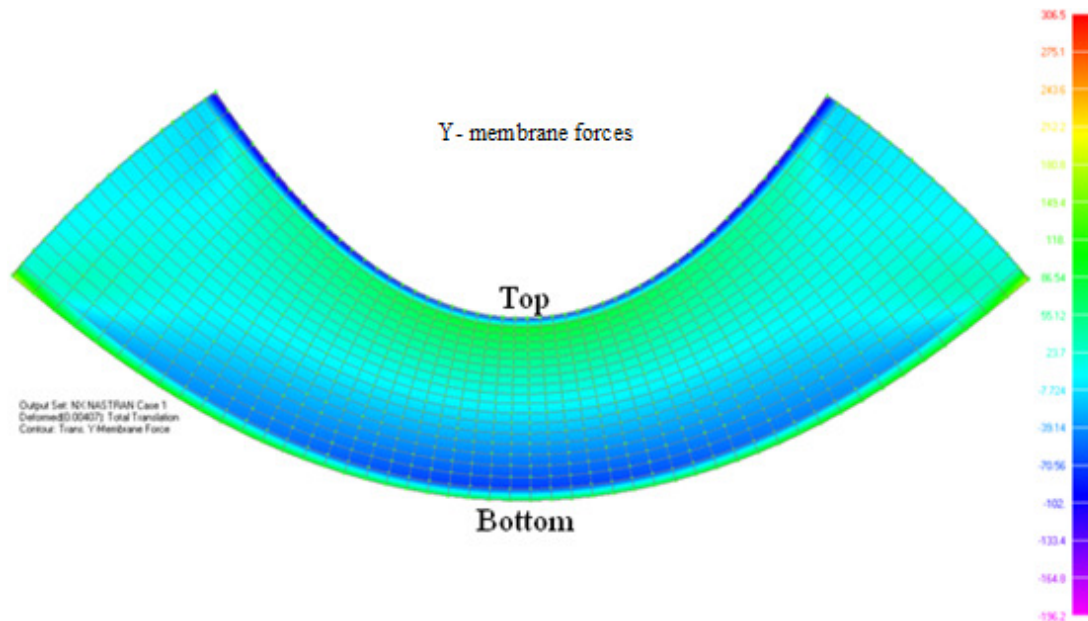 Y- membrane forces
Top
Bottom
Output Set: NX NASTRAN Case 1
Deformed(0.00407): Total Translation
Contour: Trans. Y Membrane Force
306.5
275.1
243.6
212.2
180.8
149.4
118.
86.54
55.12
23.7
-7.724
-39.14
-70.56
-102.
-133.4
-164.8
-196.2